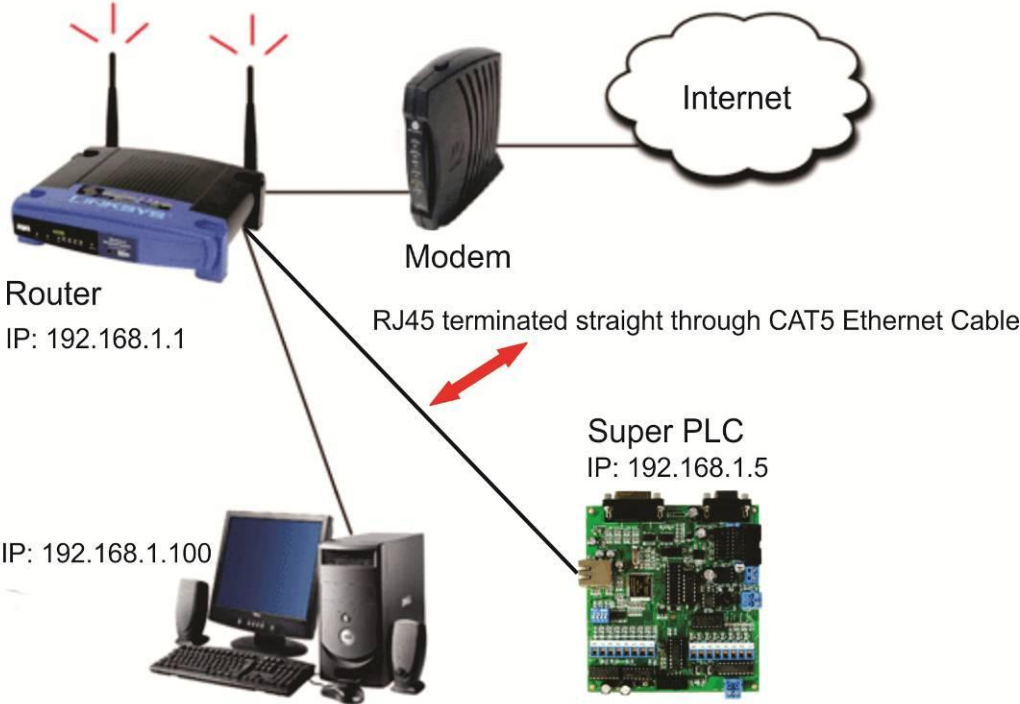 Internet
LINKSYS
Modem
Router
IP: 192.168.1.1
RJ45 terminated straight through CAT5 Ethernet Cable
Super PLC
IP: 192.168.1.5
IP: 192.168.1.100